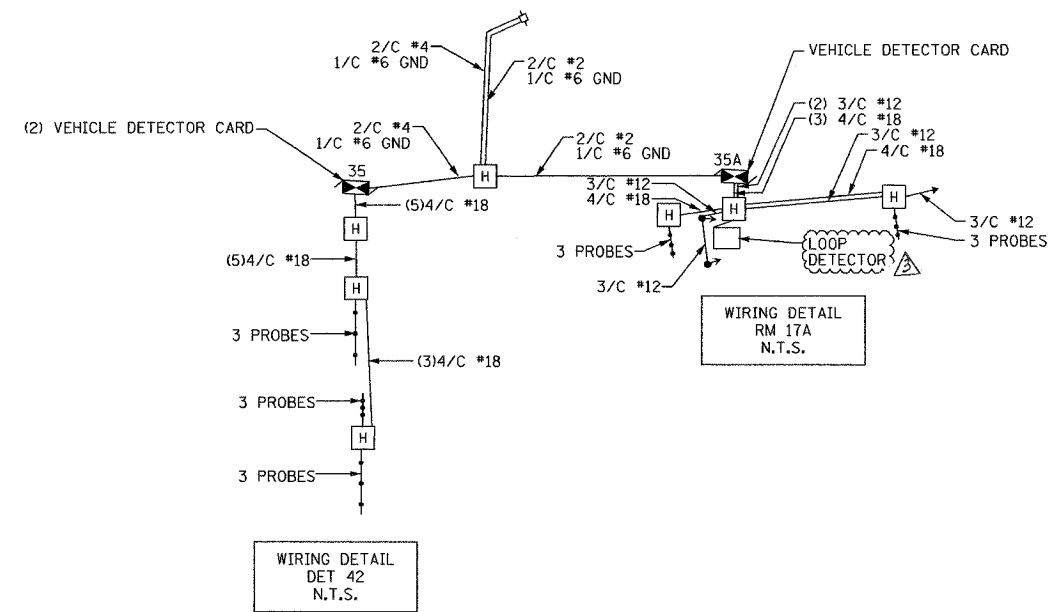 2/C #4
1/C #6 GND
2/C #2
1/C #6 GND
VEHICLE DETECTOR CARD
(2) VEHICLE DETECTOR CARD
2/C #4
1/C #6 GND
2/C #2
1/C #6 GND
(2) 3/C #12
(3) 4/C #18
3/C #12
4/C #18
35
35A
H
(5)4/C #18
3/C #12
4/C #18
H
H
H
3/C #12
H
3 PROBES
LOOP
DETECTOR
3
3 PROBES
(5)4/C #18
3/C #12
H
WIRING DETAIL
RM 17A
N.T.S.
3 PROBES
(3)4/C #18
3 PROBES
H
3 PROBES
WIRING DETAIL
DET 42
N.T.S.